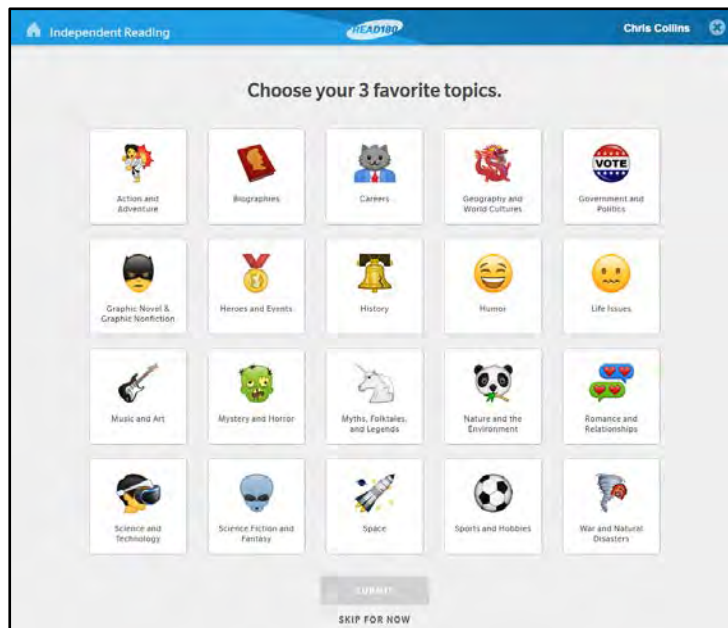 Independent Reading
READ180
Chris Collins
Choose your 3 favorite topics.
Action and
Adventure
Biographies
Careers
Geography and
World Cultures
VOTE
Government and
Politics
Graphic Novel &
Graphic Nonfiction
Heroes and Events
History
Humor
Life Issues
Music and Art
Mystery and Horror
Myths, Folktales,
and Legends
Nature and the
Environment
Romance and
Relationships
Science and
Technology
Science Fiction and
Fantasy
Space
Sports and Hobbies
War and Natural
Disasters
SUBMIT
SKIP FOR NOW